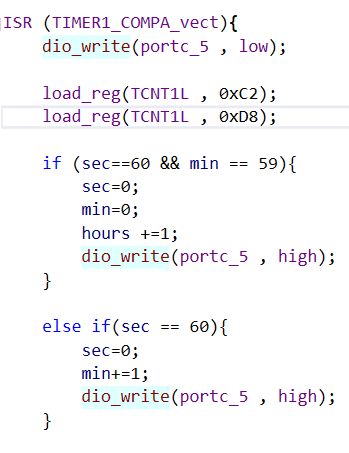 ISR (TIMER1_COMPA_vect){
dio_write(portc_5 , low);
load_reg(TCNT1L , 0xC2);
load_reg(TCNT1L , 0xD8);
if (sec==60 && min == 59){
sec=0;
min=0;
hours +=1;
dio_write(portc_5 , high);
}
else if(sec == 60){
sec=0;
min+=1;
dio_write(portc_5 , high);
}